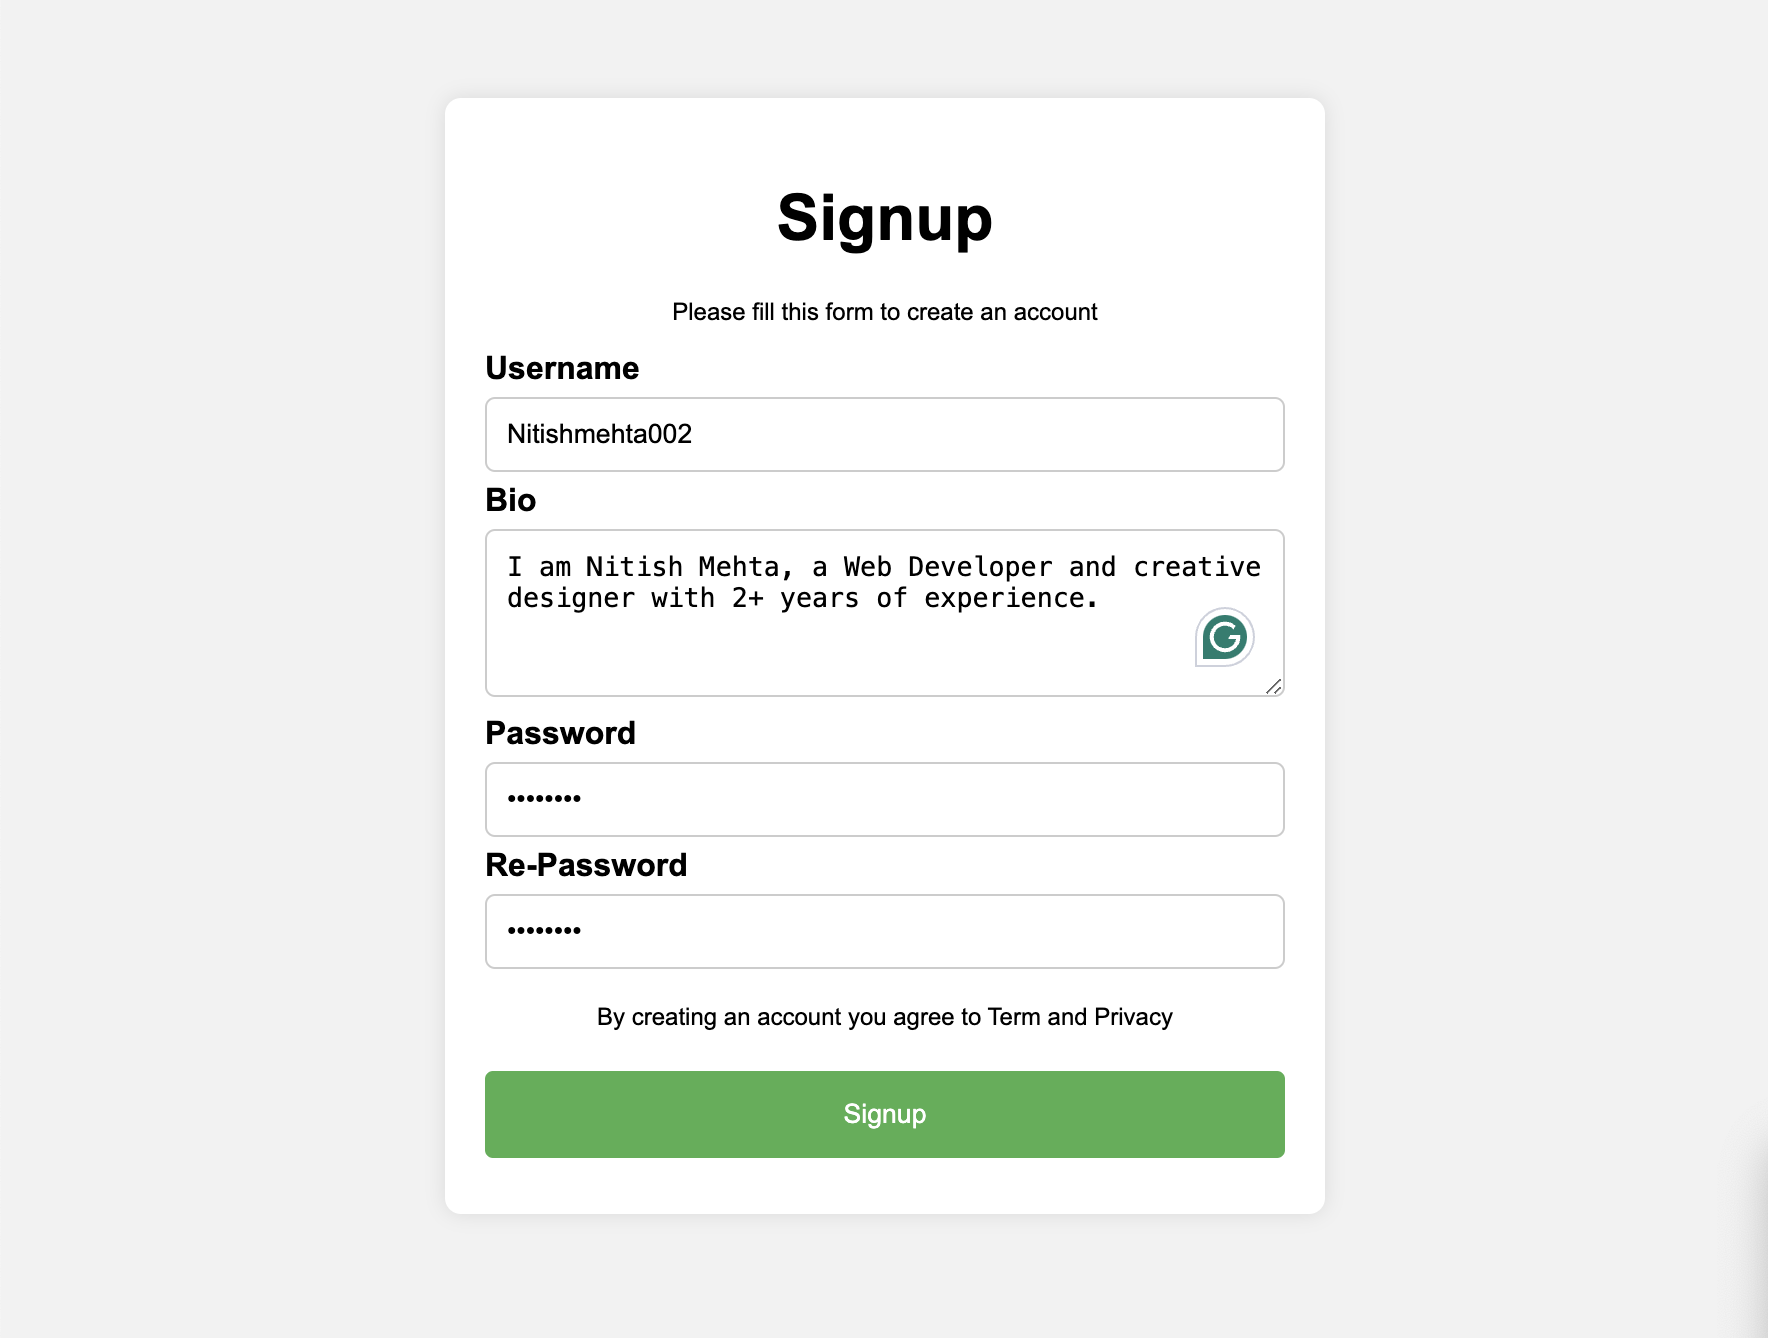 Signup
Please fill this form to create an account
Username
Nitishmehta002
Bio
I am Nitish Mehta, a Web Developer and creative
designer with 2+ years of experience.
Password
••••••••
Re-Password
••••••••
By creating an account you agree to Term and Privacy
Signup